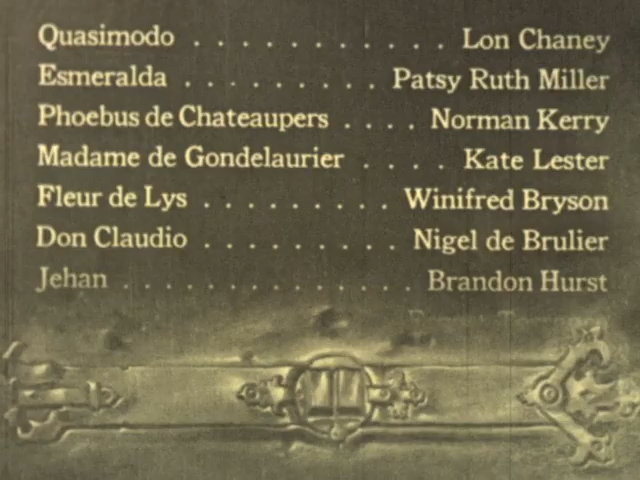 Quasimodo . . . . . . . . . . . Lon Chaney
Esmeralda . . . . . . . . . Patsy Ruth Miller
Phoebus de Chateaupers . . . . Norman Kerry
Madame de Gondelaurier . . . . Kate Lester
Fleur de Lys . . . . . . . . . Winifred Bryson
Don Claudio . . . . . . . . . Nigel de Brulier
Jehan . . . . . . . . . . . . . . Brandon Hurst